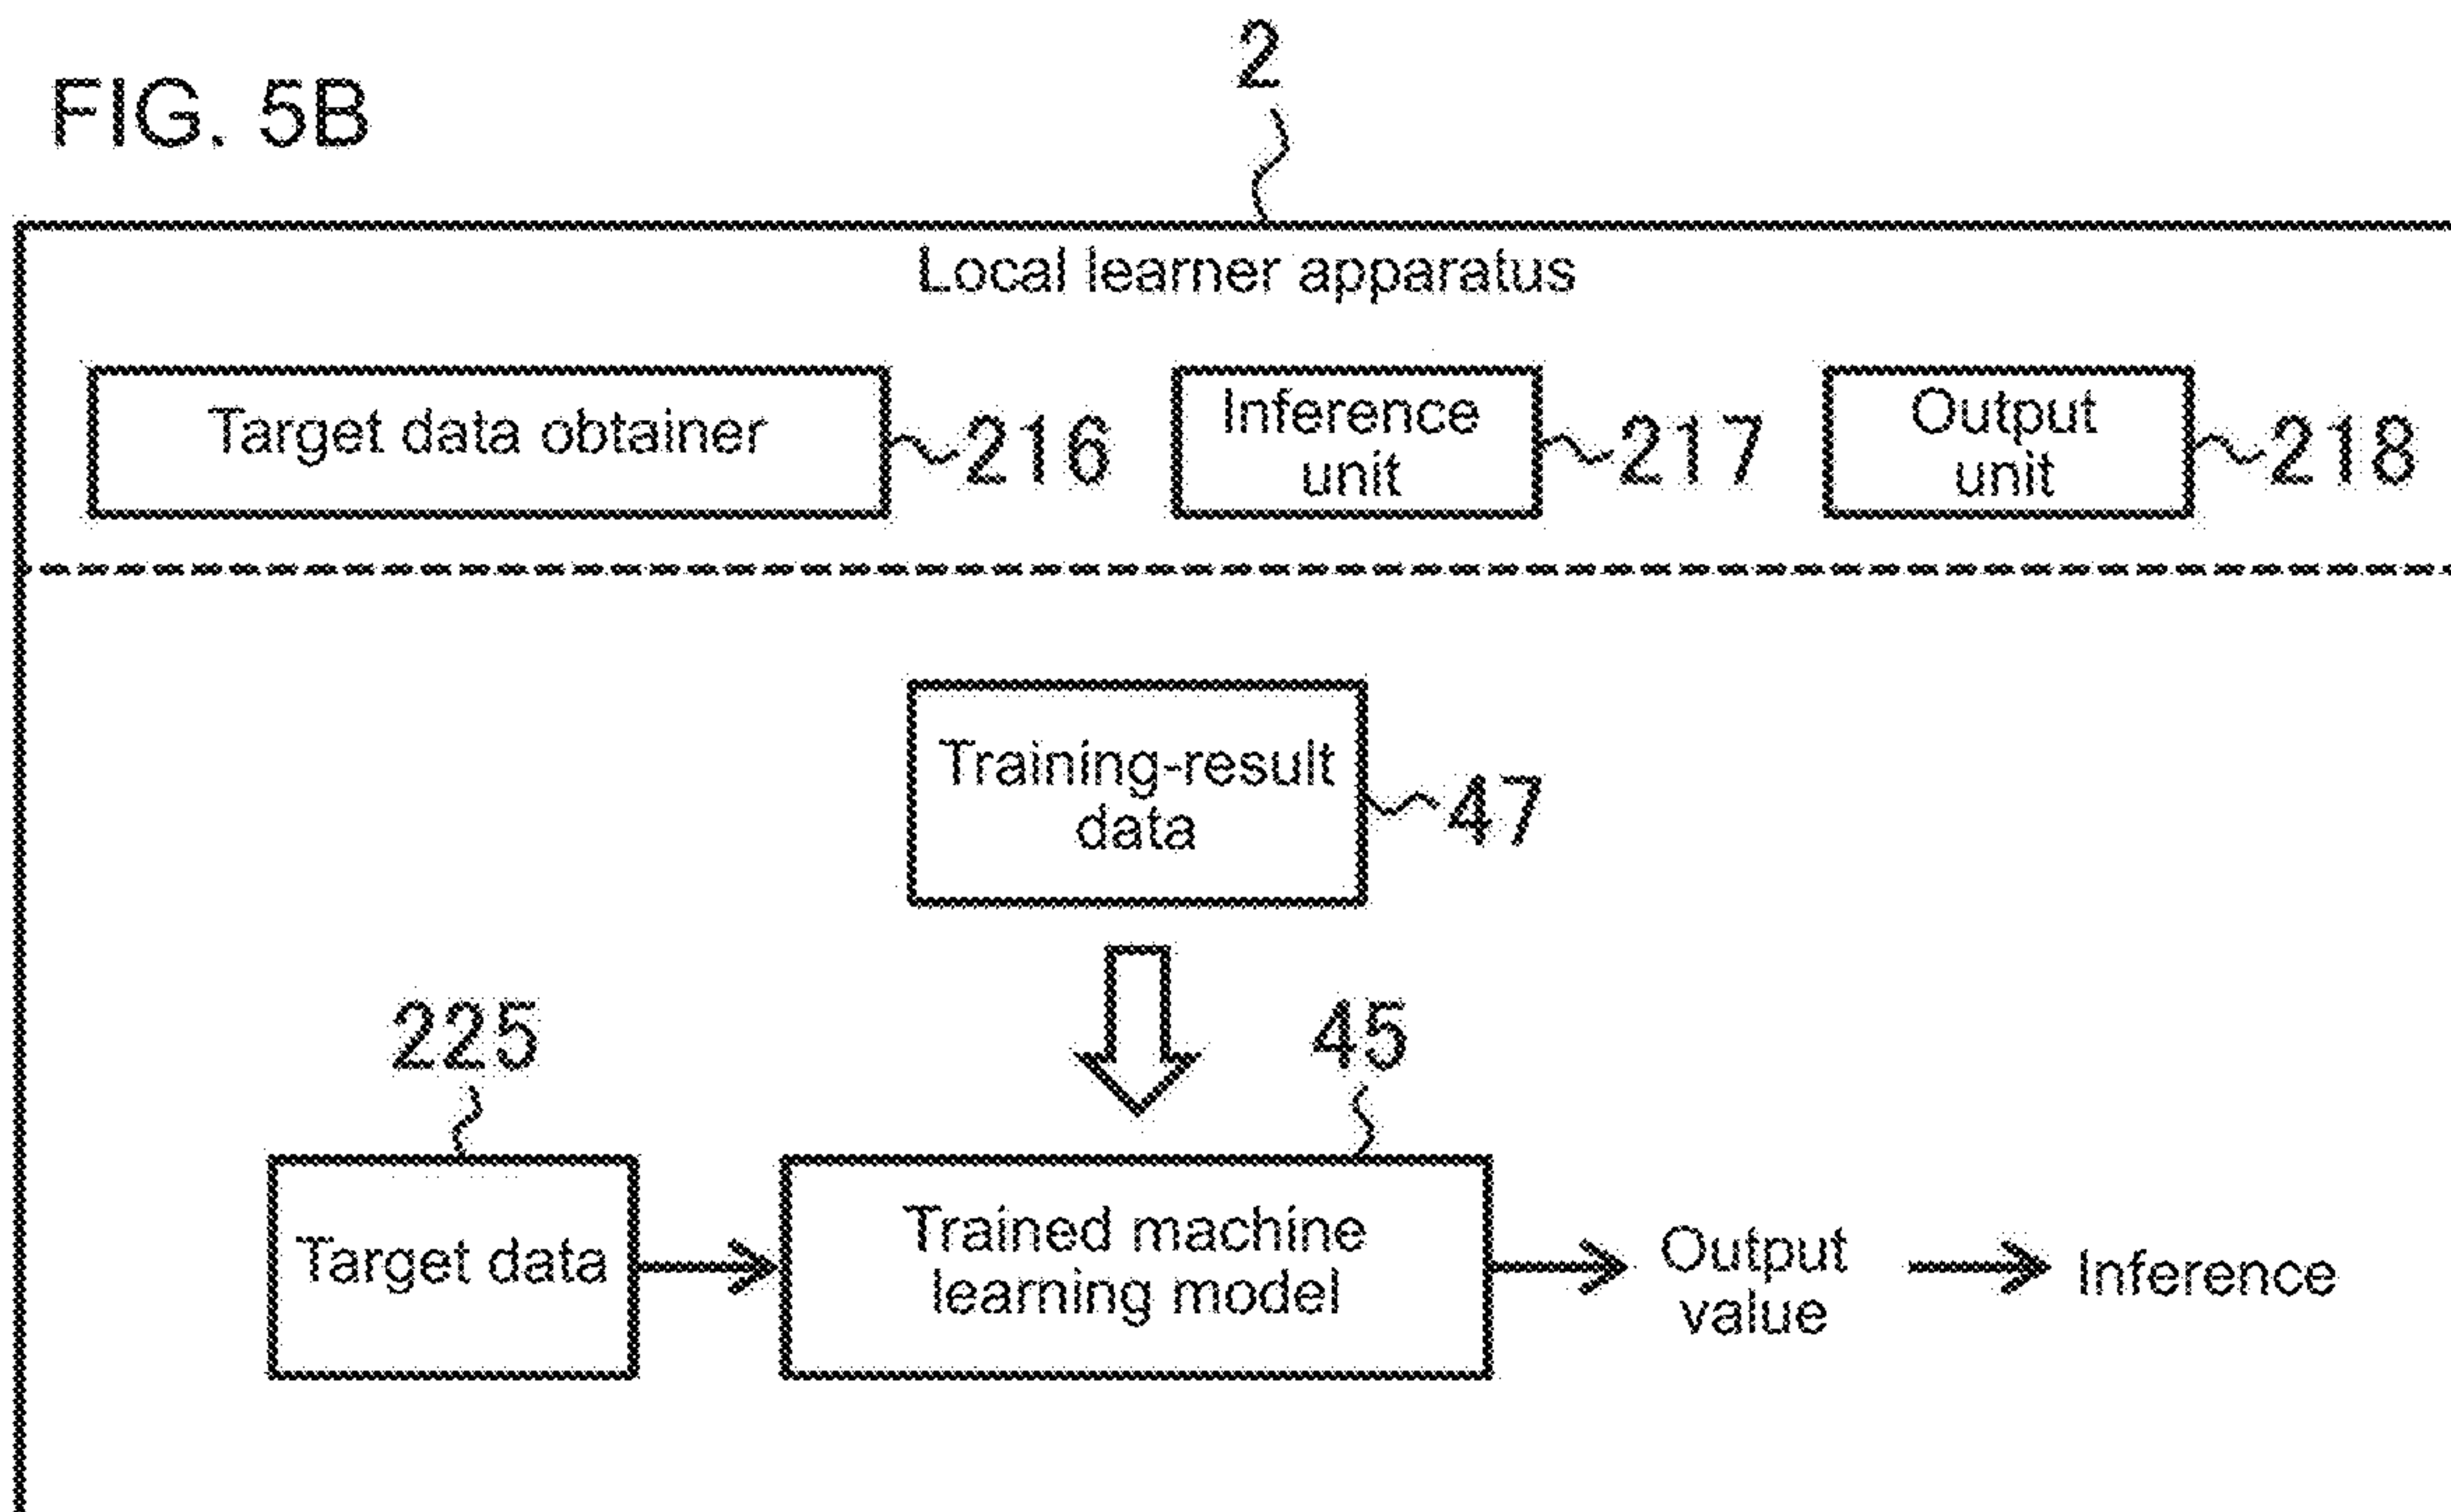 FIG. 5B
2
Local learner apparatus
Target data obtainer
216
Inference
unit
217
Output
unit
218
Training-result
data
47
225
45
Target data
Trained machine
learning model
Output
value
Inference